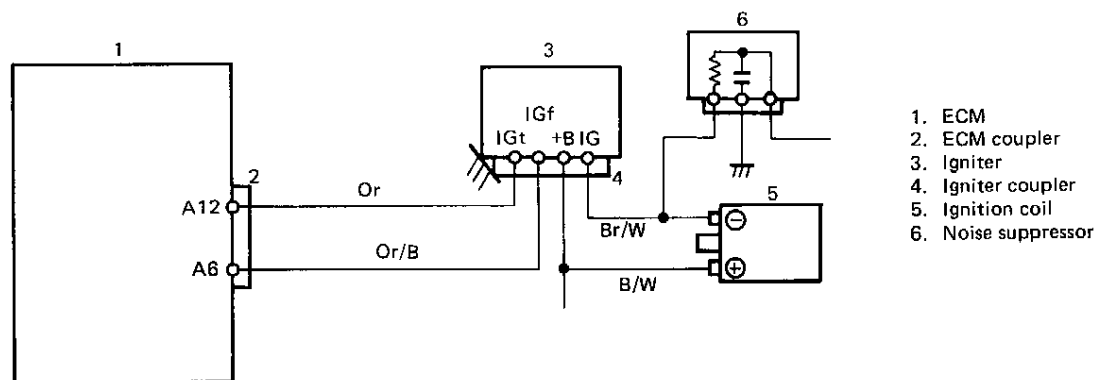 1
2
3
4
5
6
IGf
IGt
+B IG
A12
A6
Or
Or/B
Br/W
B/W
⊖
⊕
1. ECM
2. ECM coupler
3. Igniter
4. Igniter coupler
5. Ignition coil
6. Noise suppressor